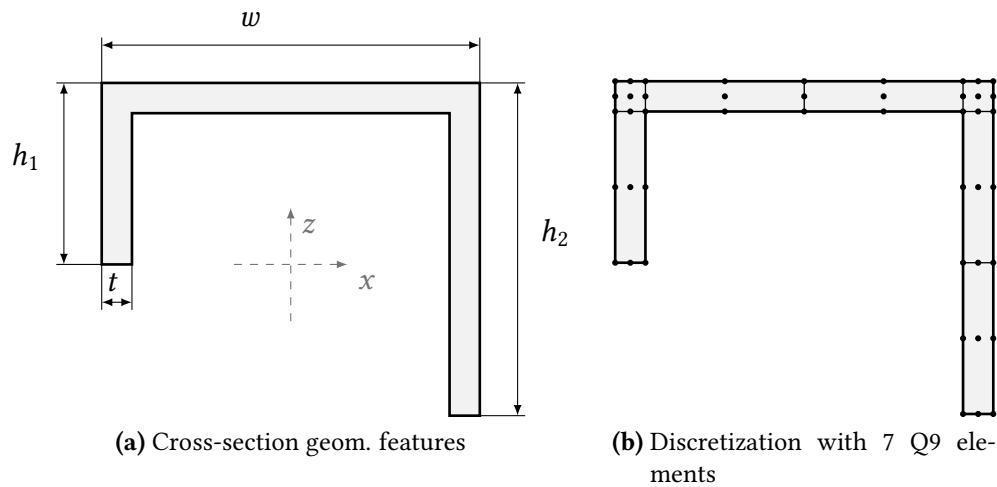 w
h₁
h₂
z
x
t
(a) Cross-section geom. features
(b) Discretization with 7 Q9 ele-
ments